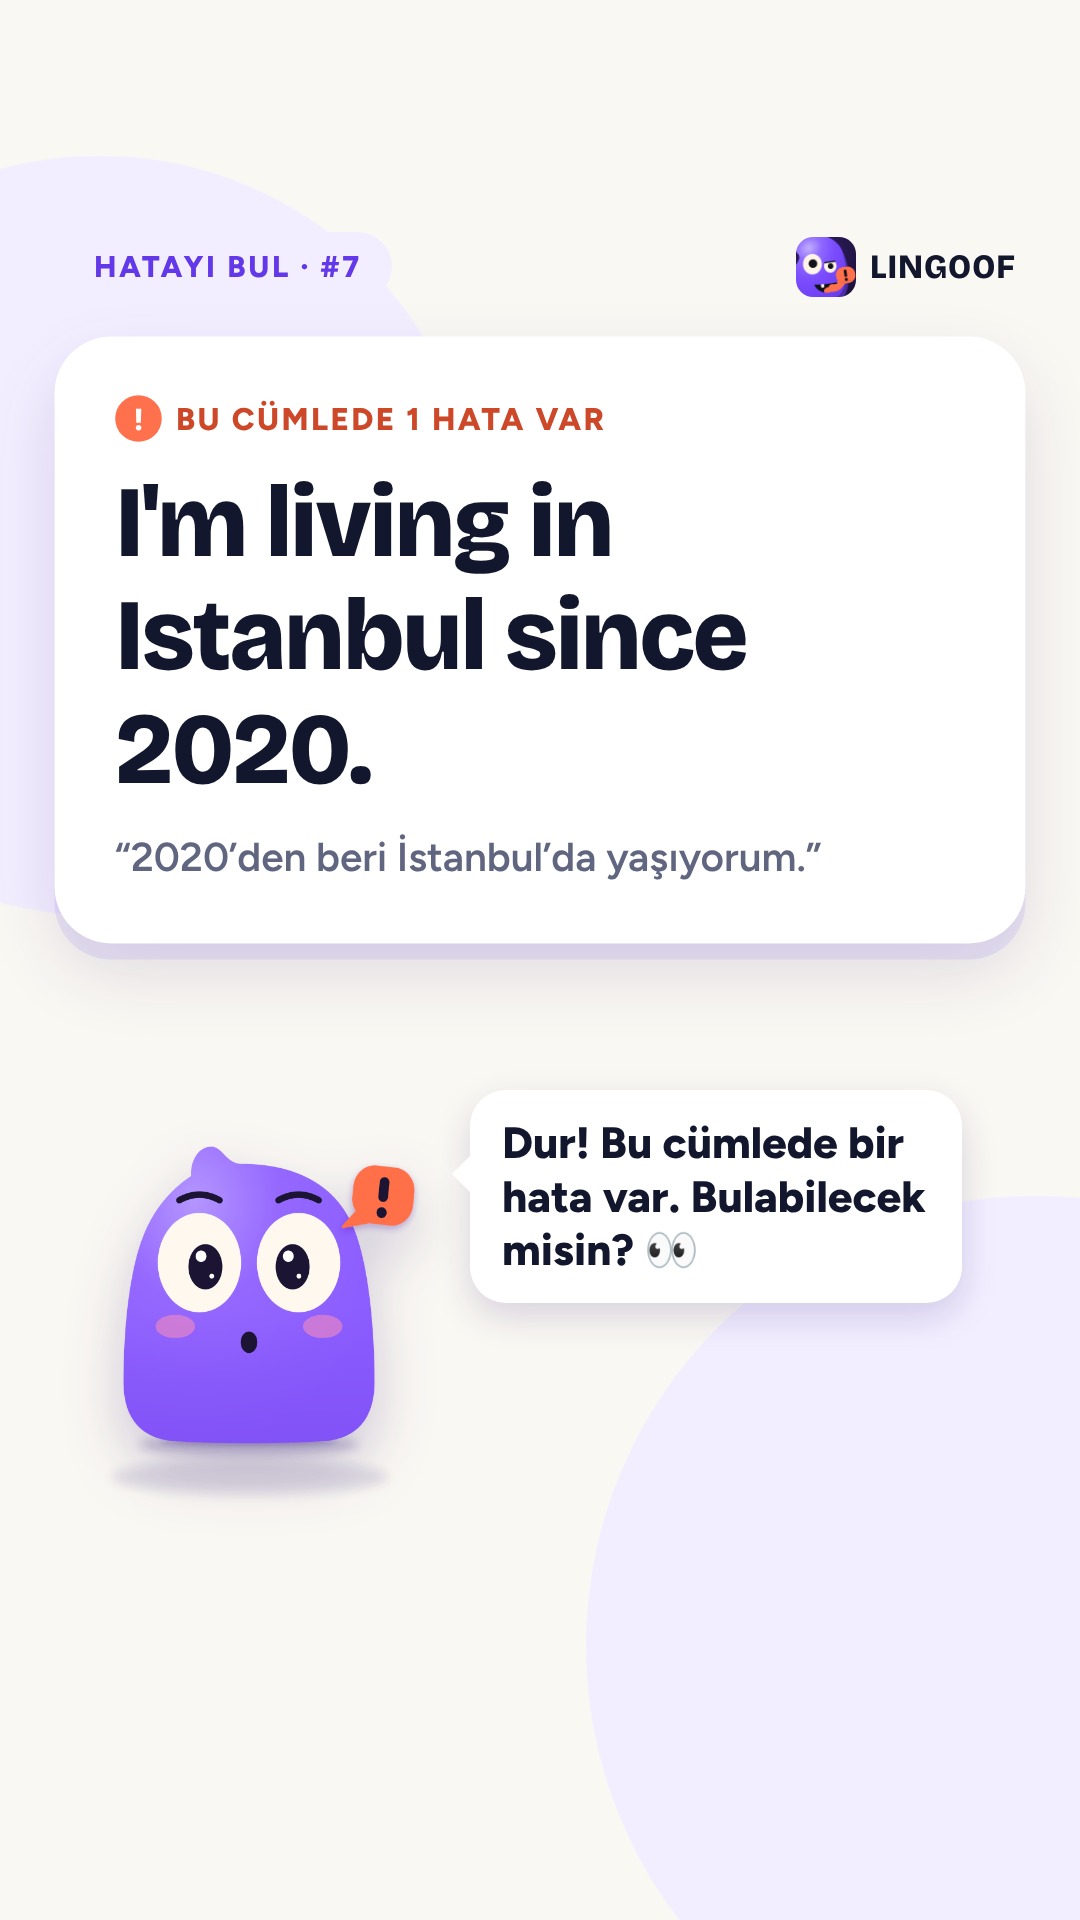 HATAYI BUL · #7
LINGOOF
! BU CÜMLEDE 1 HATA VAR
I'm living in
Istanbul since
2020.
“2020’den beri İstanbul’da yaşıyorum.”
!
Dur! Bu cümlede bir
hata var. Bulabilecek
misin? 👀